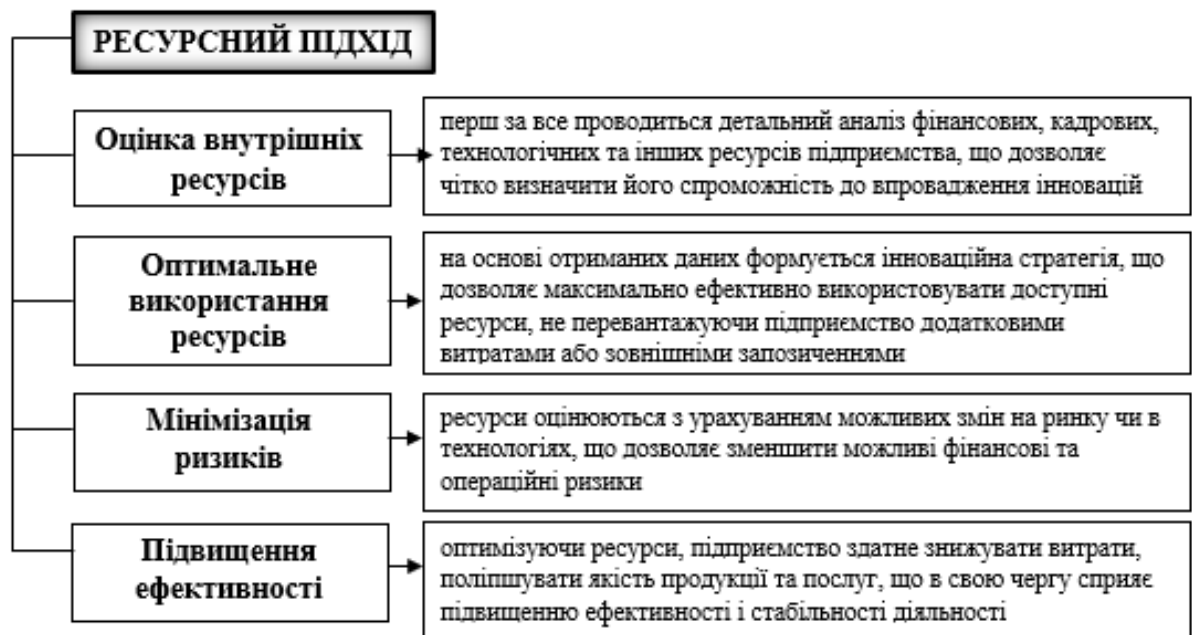 РЕСУРСНИЙ ПІДХІД
Оцінка внутрішніх
ресурсів
перш за все проводиться детальний аналіз фінансових, кадрових,
технологічних та інших ресурсів підприємства, що дозволяє
чітко визначити його спроможність до впровадження інновацій
Оптимальне
використання
ресурсів
на основі отриманих даних формується інноваційна стратегія, що
дозволяє максимально ефективно використовувати доступні
ресурси, не перевантажуючи підприємство додатковими
витратами або зовнішніми запозиченнями
Мінімізація
ризиків
ресурси оцінюються з урахуванням можливих змін на ринку чи в
технологіях, що дозволяє зменшити можливі фінансові та
операційні ризики
Підвищення
ефективності
оптимізуючи ресурси, підприємство здатне знижувати витрати,
поліпшувати якість продукції та послуг, що в свою чергу сприяє
підвищенню ефективності і стабільності діяльності